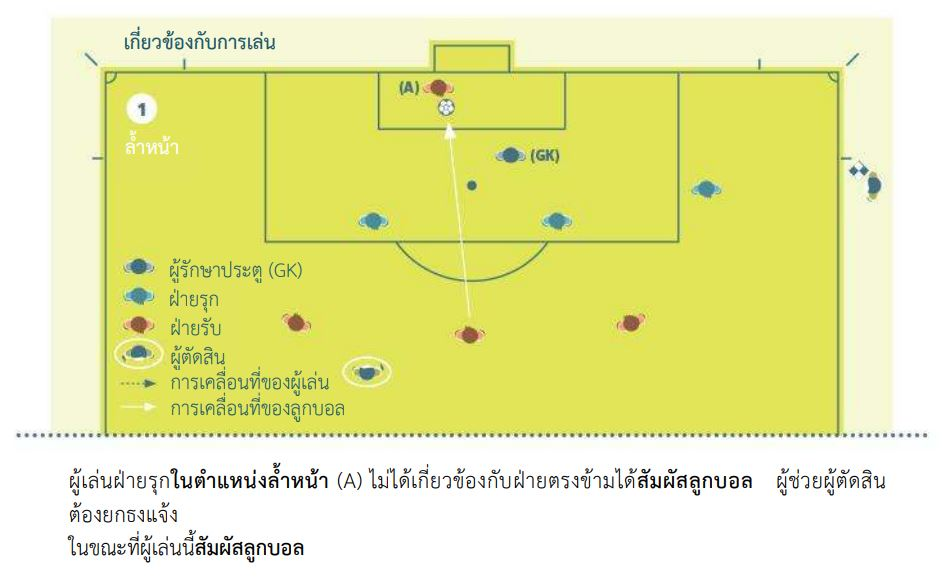 เกี่ยวข้องกับการเล่น
(A)
1
ล้ำหน้า
(GK)
ผู้รักษาประตู (GK)
ฝ่ายรุก
ฝ่ายรับ
ผู้ตัดสิน
การเคลื่อนที่ของผู้เล่น
การเคลื่อนที่ของลูกบอล
ผู้เล่นฝ่ายรุกในตำแหน่งล้ำหน้า (A) ไม่ได้เกี่ยวข้องกับฝ่ายตรงข้ามได้สัมผัสลูกบอล ผู้ช่วยผู้ตัดสิน
ต้องยกธงแจ้ง
ในขณะที่ผู้เล่นนี้สัมผัสลูกบอล